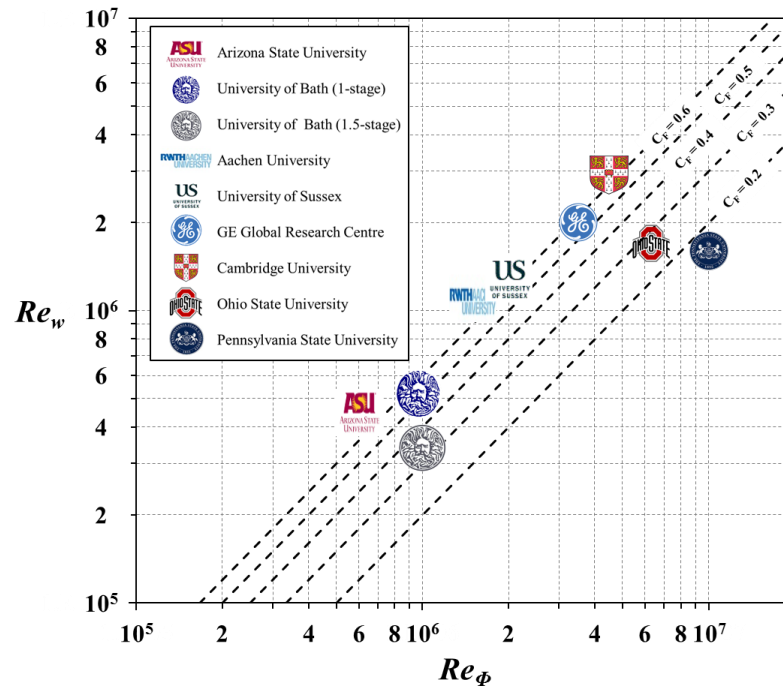 10^7
8
6
4
2
10^6
8
6
4
2
10^5
Re_w
ASU
ARIZONA STATE
UNIVERSITY
Arizona State University
University of Bath (1-stage)
University of Bath (1.5-stage)
RWTHAACHEN
UNIVERSITY
Aachen University
US
UNIVERSITY
OF SUSSEX
University of Sussex
GE
GE Global Research Centre
Cambridge University
OHIO STATE
Ohio State University
Pennsylvania State University
C_F = 0.6
C_F = 0.5
C_F = 0.4
C_F = 0.3
C_F = 0.2
GE
OHIO STATE
US
UNIVERSITY
OF SUSSEX
RWTHAACH
UNIVERSITY
ASU
ARIZONA STATE
UNIVERSITY
10^5
2
4
6
8
10^6
2
4
6
8
10^7
Re_Φ